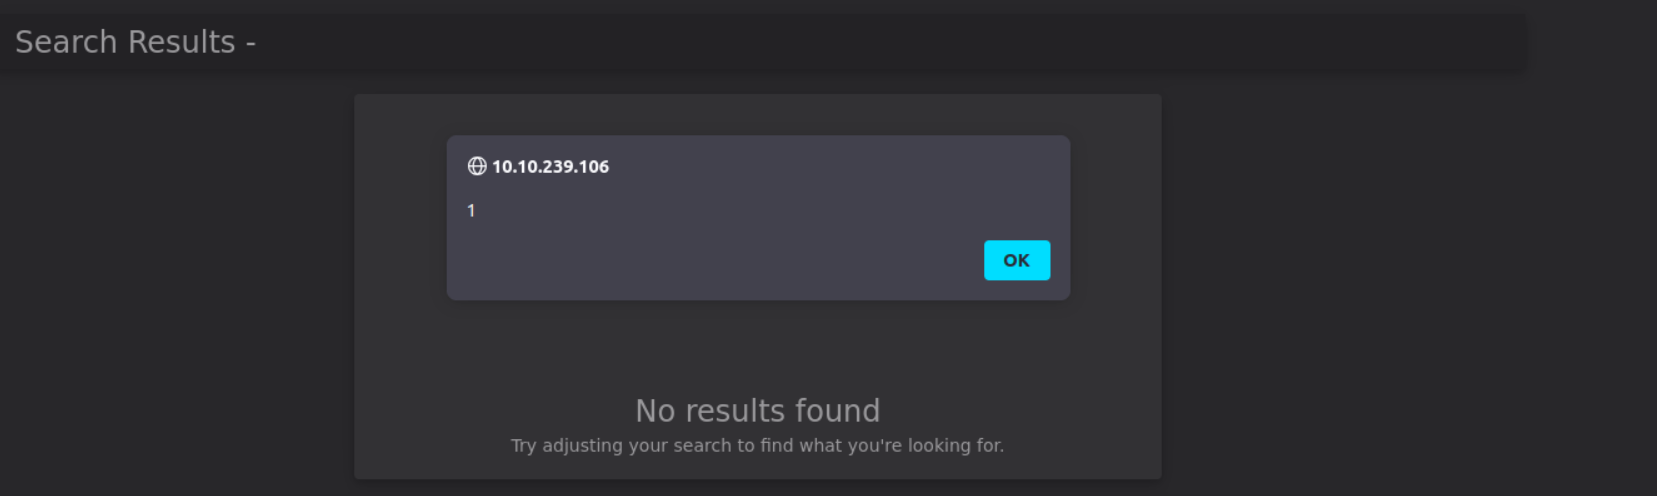 Search Results -
10.10.239.106
1
OK
No results found
Try adjusting your search to find what you're looking for.